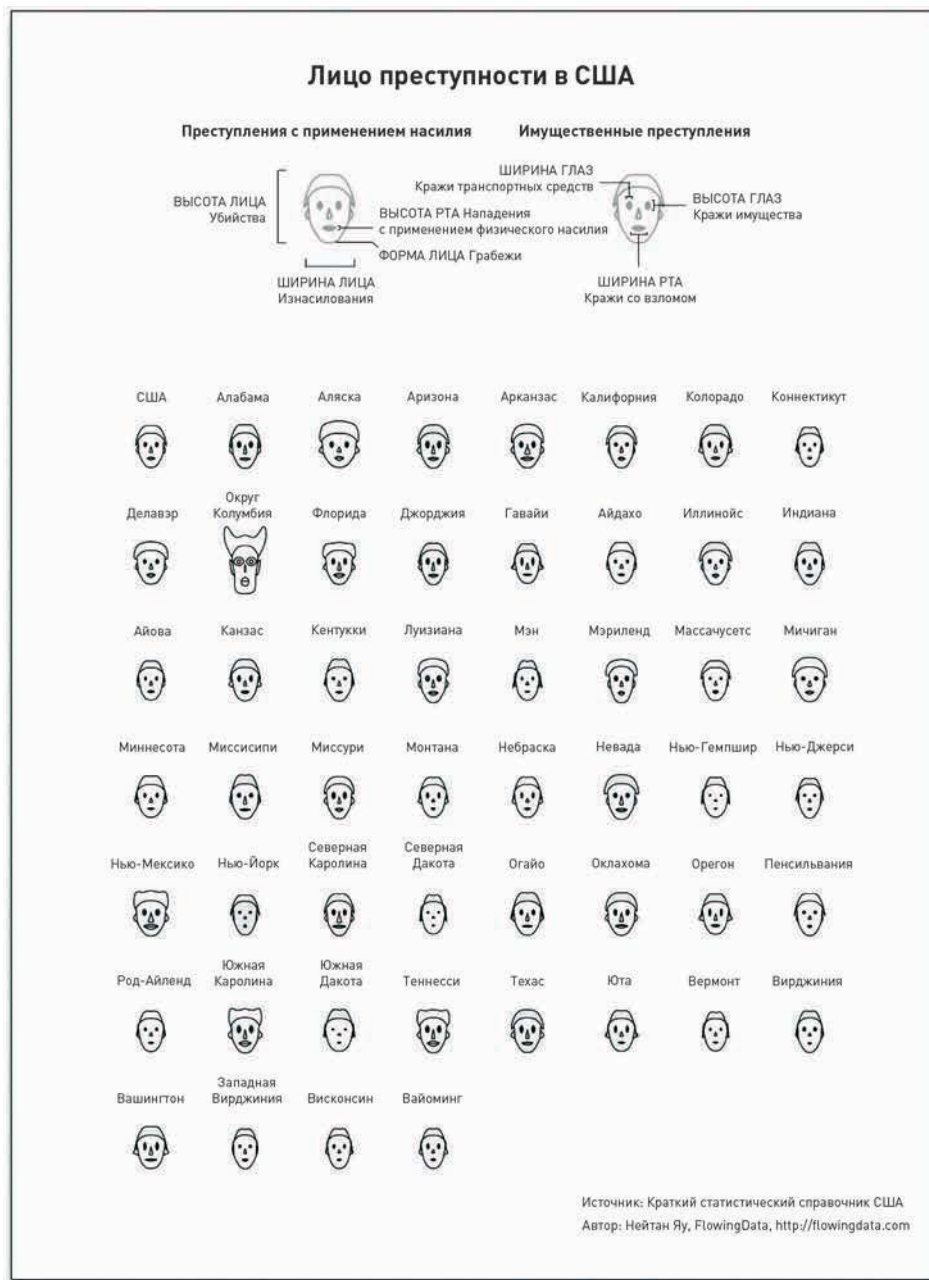 Лицо преступности в США
Преступления с применением насилия
Имущественные преступления
ВЫСОТА ЛИЦА
Убийства
ВЫСОТА РТА Нападения
с применением физического насилия
ФОРМА ЛИЦА Грабежи
ШИРИНА ЛИЦА
Изнасилования
ШИРИНА ГЛАЗ
Кражи транспортных средств
ВЫСОТА ГЛАЗ
Кражи имущества
ШИРИНА РТА
Кражи со взломом
США Алабама Аляска Аризона Арканзас Калифорния Колорадо Коннектикут
Делавэр Округ Колумбия Флорида Джорджия Гавайи Айдахо Иллинойс Индиана
Айова Канзас Кентукки Луизиана Мэн Мэриленд Массачусетс Мичиган
Миннесота Миссисипи Миссури Монтана Небраска Невада Нью-Гемпшир Нью-Джерси
Нью-Мексико Нью-Йорк Северная Каролина Северная Дакота Огайо Оклахома Орегон Пенсильвания
Род-Айленд Южная Каролина Южная Дакота Теннесси Техас Юта Вермонт Вирджиния
Вашингтон Западная Вирджиния Висконсин Вайоминг
Источник: Краткий статистический справочник США
Автор: Нейтан Яу, FlowingData, http://flowingdata.com